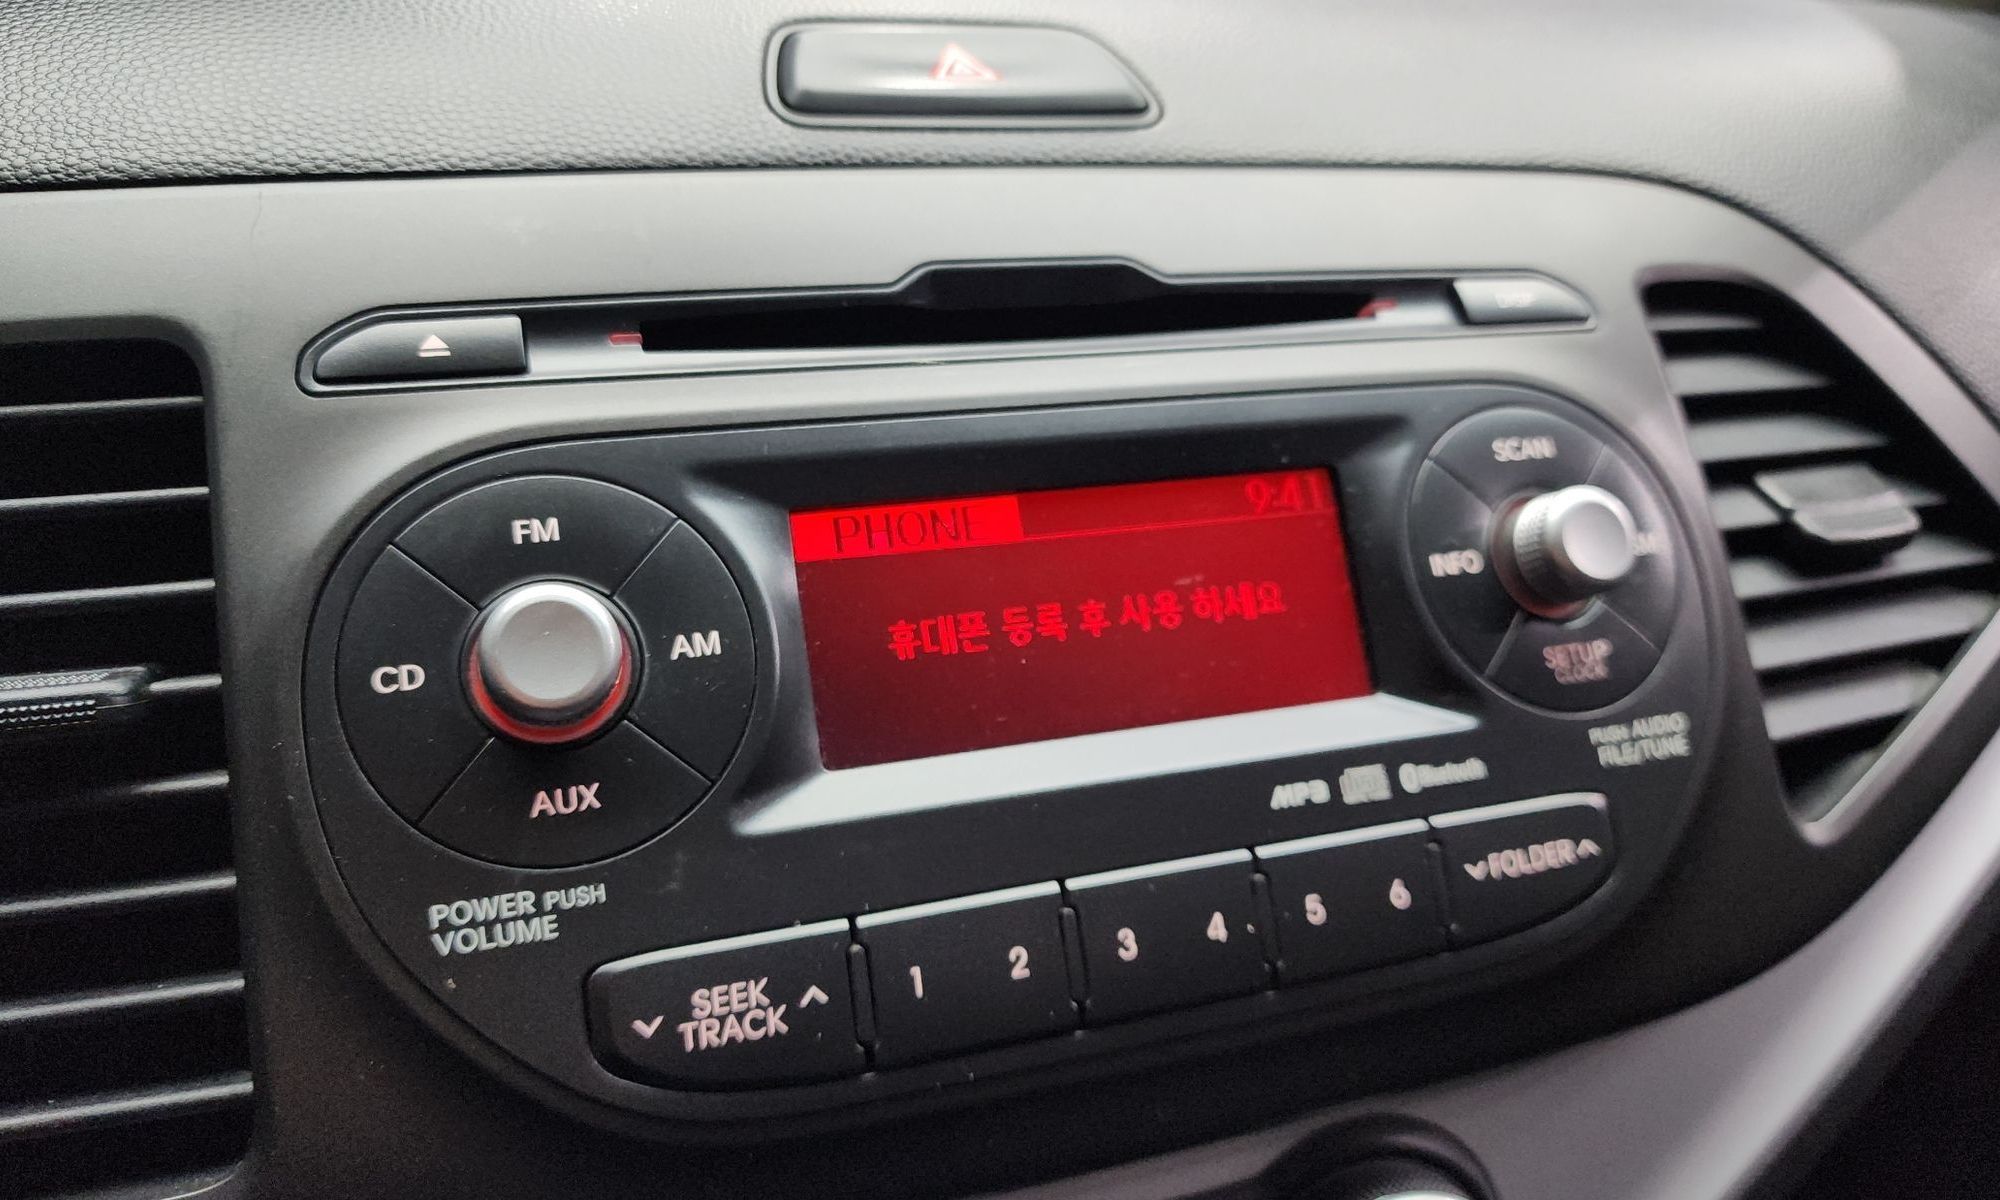 PHONE 9:41
휴대폰 등록 후 사용 하세요
FM
CD
AM
AUX
POWER PUSH
VOLUME
SCAN
INFO
SETUP
CLOCK
PUSH AUDIO
FILE/TUNE
MP3 Bluetooth
SEEK
TRACK
1 2 3 4 5 6
FOLDER